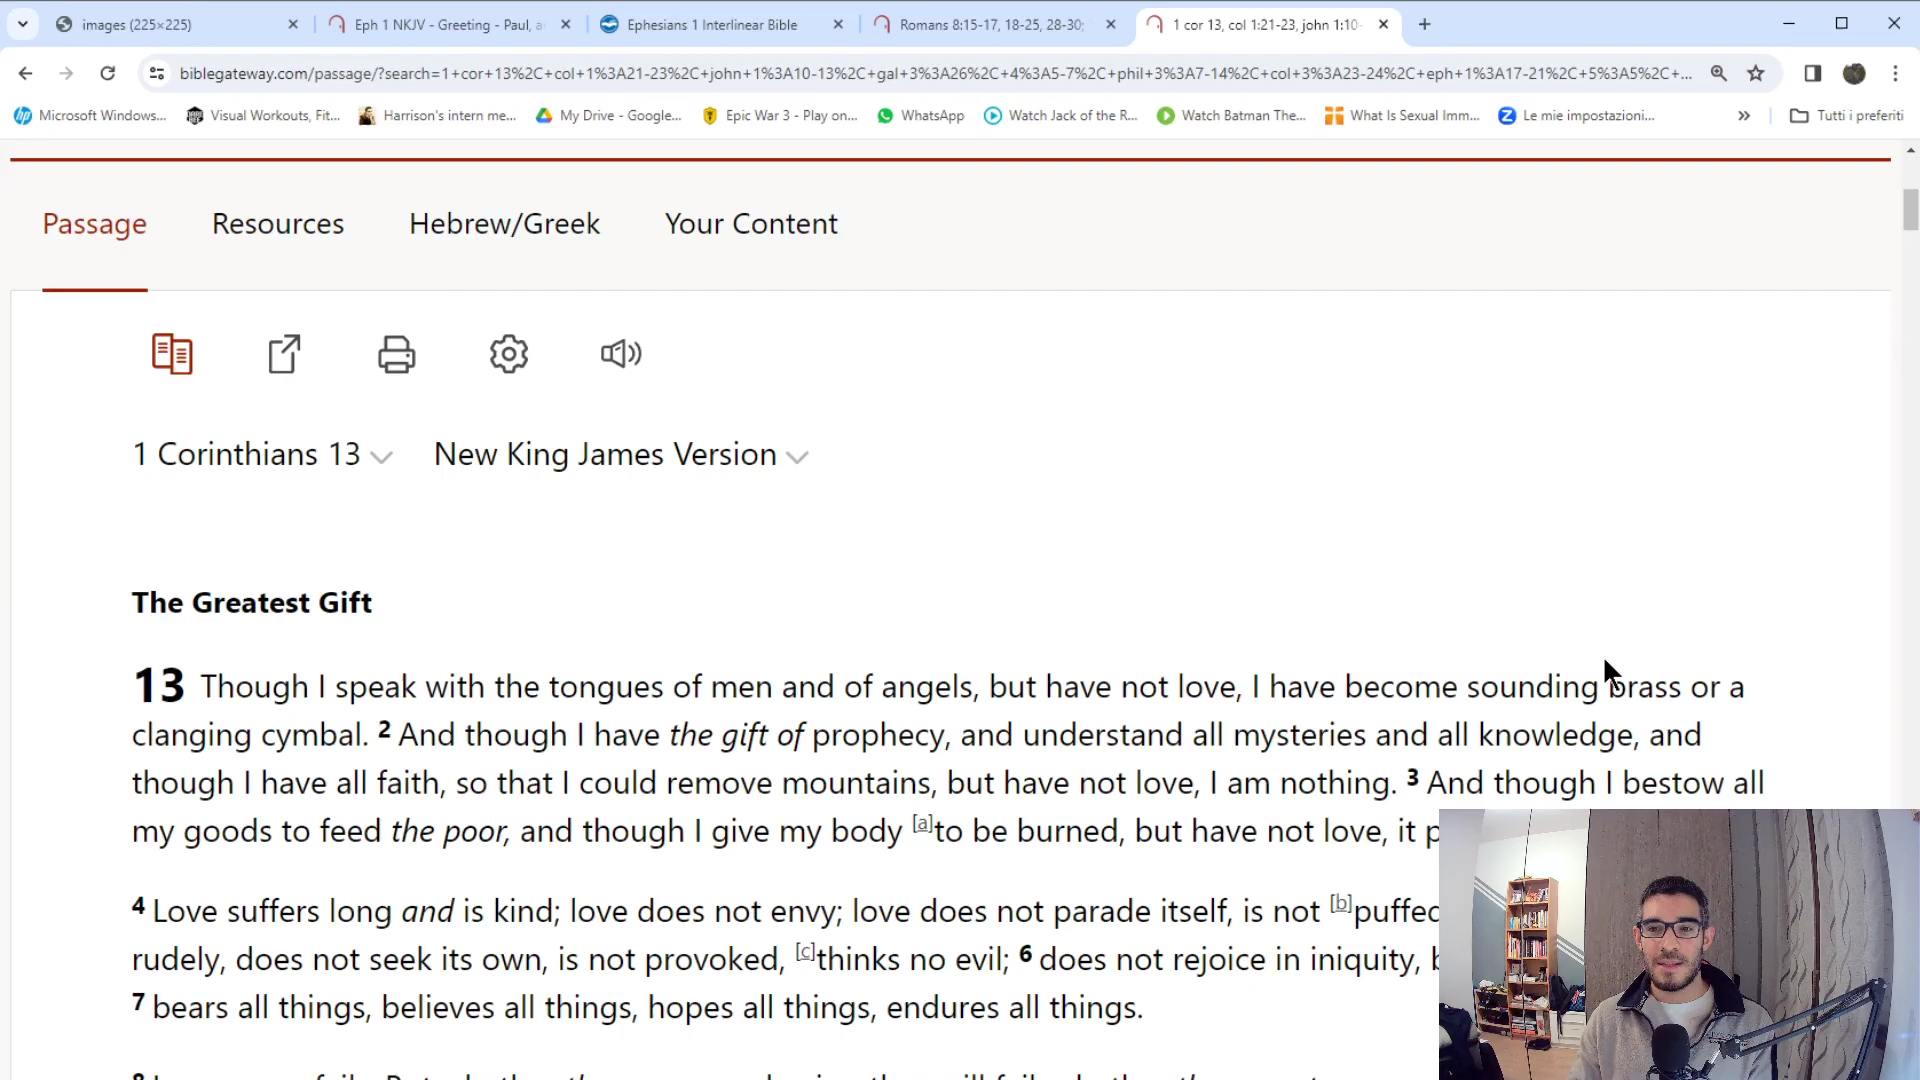 images (225×225)
Eph 1 NKJV - Greeting - Paul, a
Ephesians 1 Interlinear Bible
Romans 8:15-17, 18-25, 28-30;
1 cor 13, col 1:21-23, john 1:10-
biblegateway.com/passage/?search=1+cor+13%2C+col+1%3A21-23%2C+john+1%3A10-13%2C+gal+3%3A26%2C+4%3A5-7%2C+phil+3%3A7-14%2C+col+3%3A23-24%2C+eph+1%3A17-21%2C+5%3A5%2C+...
Microsoft Windows...
Visual Workouts, Fit...
Harrison's intern me...
My Drive - Google...
Epic War 3 - Play on...
WhatsApp
Watch Jack of the R...
Watch Batman The...
What Is Sexual Imm...
Le mie impostazioni...
Tutti i preferiti
Passage
Resources
Hebrew/Greek
Your Content
1 Corinthians 13
New King James Version
The Greatest Gift
13 Though I speak with the tongues of men and of angels, but have not love, I have become sounding brass or a
clanging cymbal. 2 And though I have the gift of prophecy, and understand all mysteries and all knowledge, and
though I have all faith, so that I could remove mountains, but have not love, I am nothing. 3 And though I bestow all
my goods to feed the poor, and though I give my body [a]to be burned, but have not love, it p
4 Love suffers long and is kind; love does not envy; love does not parade itself, is not [b]puffed
rudely, does not seek its own, is not provoked, [c]thinks no evil; 6 does not rejoice in iniquity, b
7 bears all things, believes all things, hopes all things, endures all things.